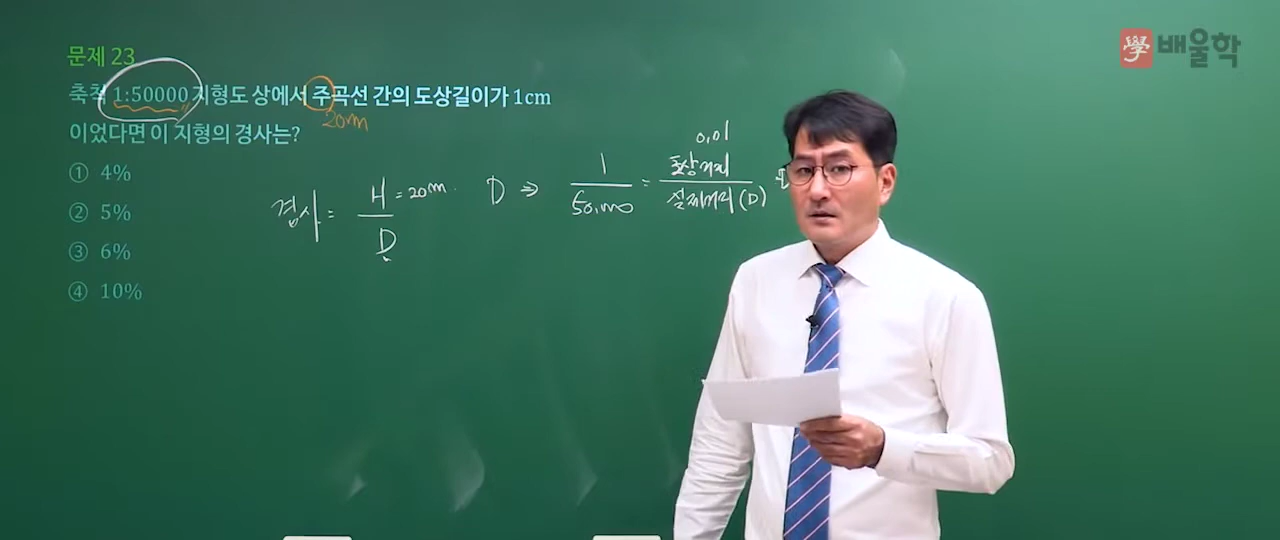 學 배울학
문제 23
축척 1:50000 지형도 상에서 주곡선 간의 도상길이가 1cm
20m
이었다면 이 지형의 경사는?
① 4%
② 5%
③ 6%
④ 10%
경사 = H/D
= 20m.
D ⇒ 1/50,000 = 도상거리/실제거리(D)
0.01